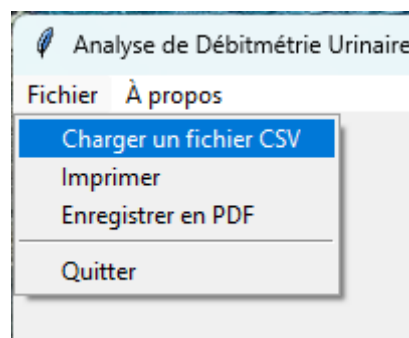 Analyse de Débitmétrie Urinaire
Fichier À propos
Charger un fichier CSV
Imprimer
Enregistrer en PDF
Quitter